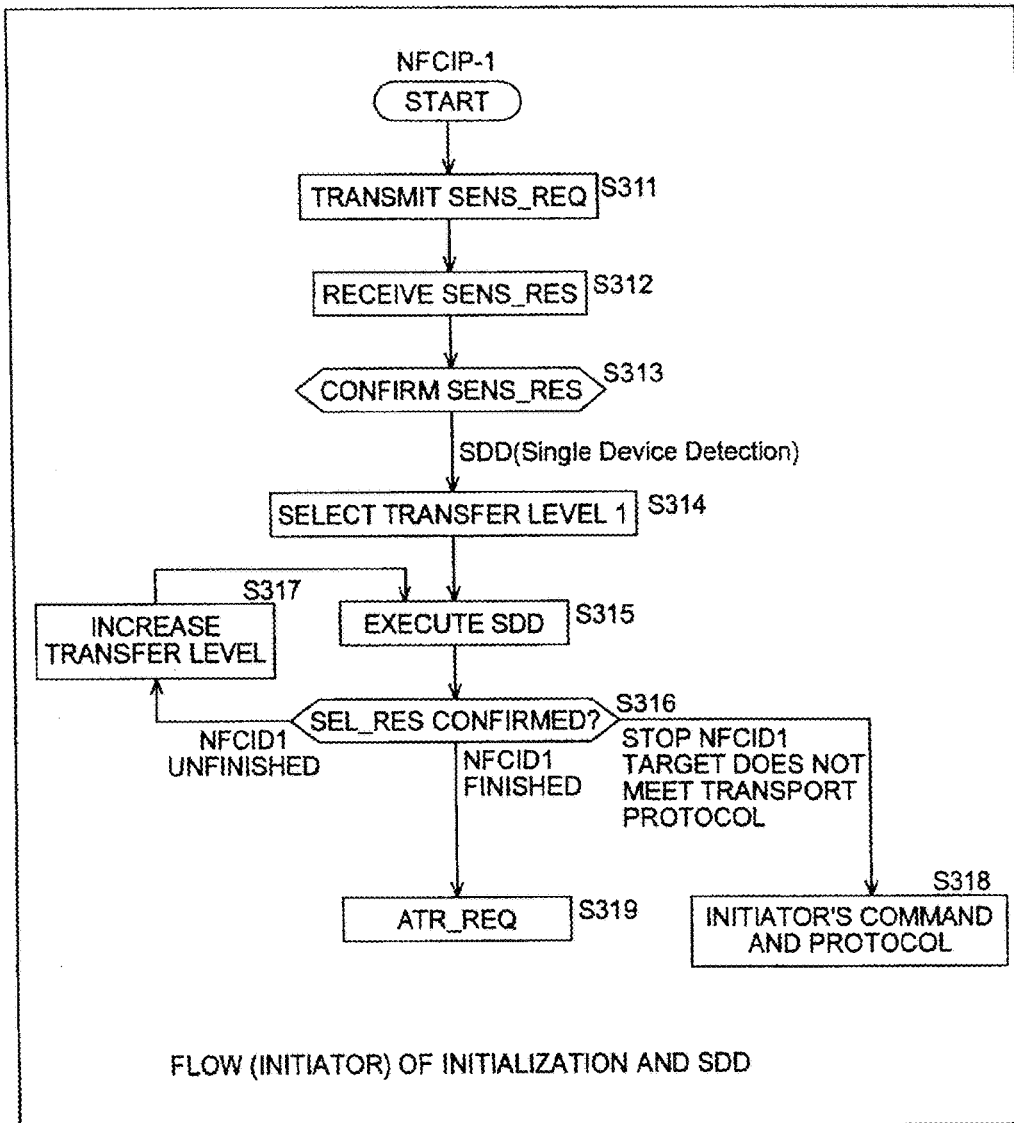 NFCIP-1
START
TRANSMIT SENS_REQ
S311
RECEIVE SENS_RES
S312
CONFIRM SENS_RES
S313
SDD(Single Device Detection)
SELECT TRANSFER LEVEL 1
S314
S317
INCREASE
TRANSFER LEVEL
EXECUTE SDD
S315
SEL_RES CONFIRMED?
S316
NFCID1
UNFINISHED
NFCID1
FINISHED
STOP NFCID1
TARGET DOES NOT
MEET TRANSPORT
PROTOCOL
ATR_REQ
S319
S318
INITIATOR'S COMMAND
AND PROTOCOL
FLOW (INITIATOR) OF INITIALIZATION AND SDD